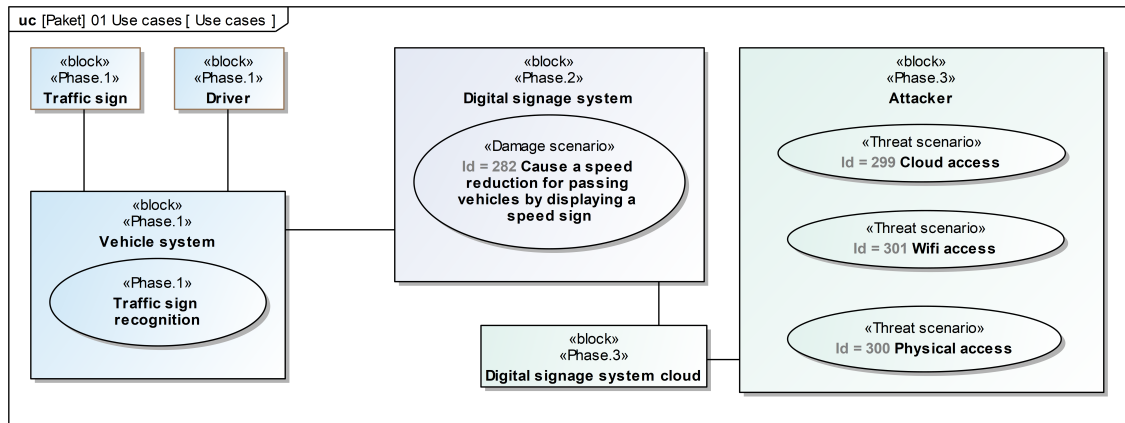 uc [Paket] 01 Use cases [ Use cases ]
«block»
«Phase.1»
Traffic sign
«block»
«Phase.1»
Driver
«block»
«Phase.1»
Vehicle system
«Phase.1»
Traffic sign
recognition
«block»
«Phase.2»
Digital signage system
«Damage scenario»
Id = 282 Cause a speed
reduction for passing
vehicles by displaying a
speed sign
«block»
«Phase.3»
Digital signage system cloud
«block»
«Phase.3»
Attacker
«Threat scenario»
Id = 299 Cloud access
«Threat scenario»
Id = 301 Wifi access
«Threat scenario»
Id = 300 Physical access